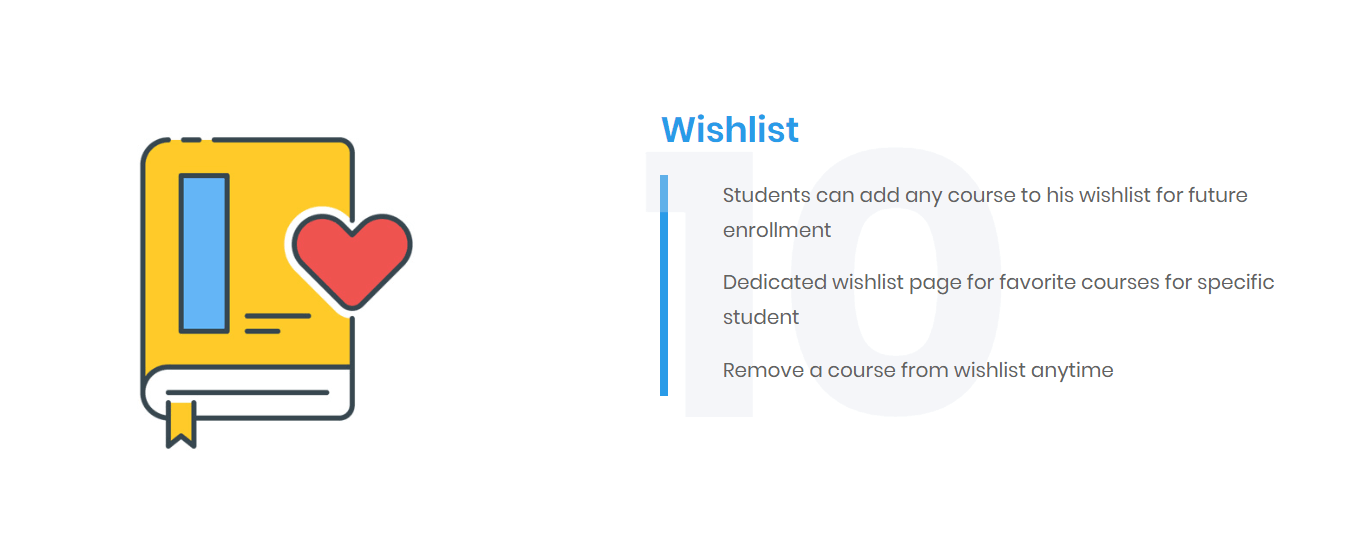 Wishlist
10
Students can add any course to his wishlist for future
enrollment
Dedicated wishlist page for favorite courses for specific
student
Remove a course from wishlist anytime